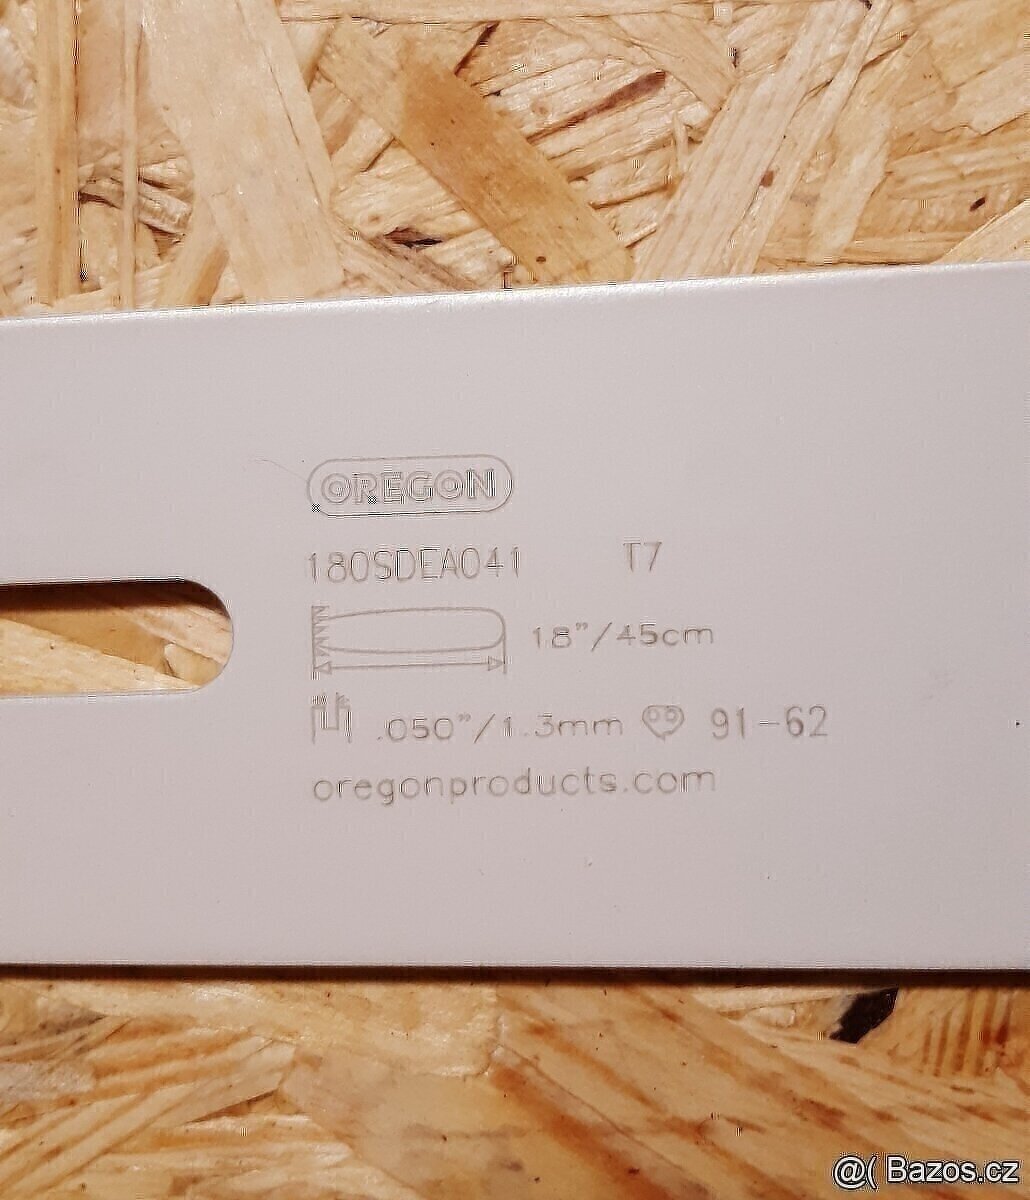 OREGON
180SDEA041 T7
18"/45cm
.050"/1.3mm 91-62
oregonproducts.com
@( Bazos.cz